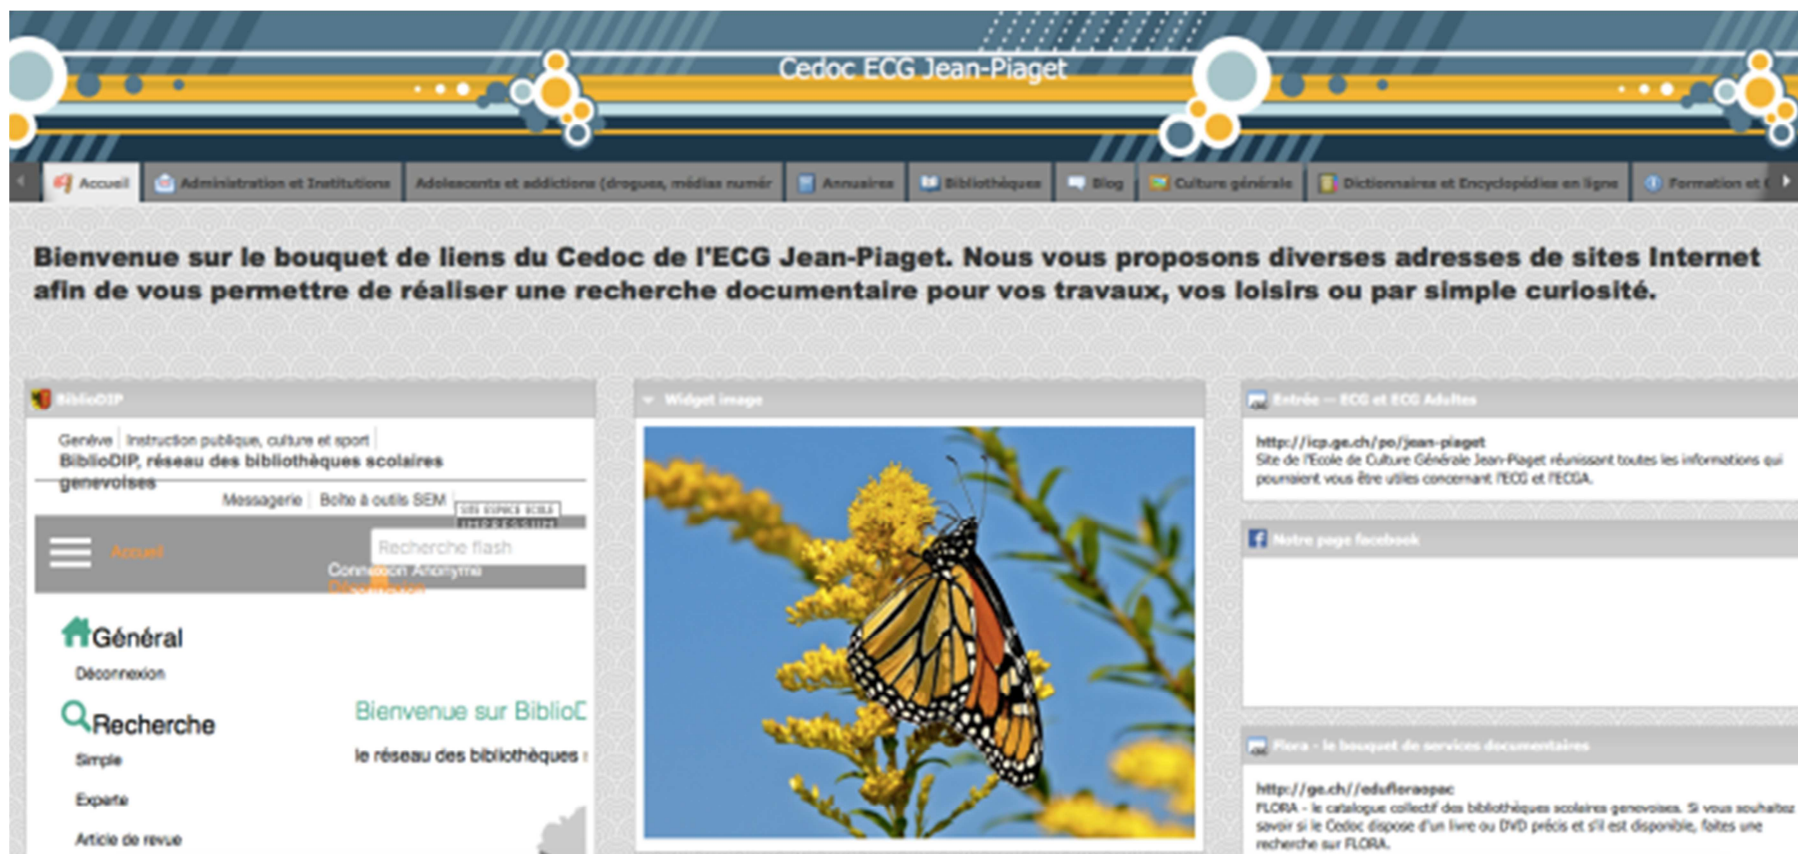 Cedoc ECG Jean-Piaget
Accueil
Administration et Institutions
Adolescents et addictions (drogues, médias numér
Annuaires
Bibliothèques
Blog
Culture générale
Dictionnaires et Encyclopédies en ligne
Formation et
Bienvenue sur le bouquet de liens du Cedoc de l'ECG Jean-Piaget. Nous vous proposons diverses adresses de sites Internet
afin de vous permettre de réaliser une recherche documentaire pour vos travaux, vos loisirs ou par simple curiosité.
BiblioDIP
Genève
Instruction publique, culture et sport
BiblioDIP, réseau des bibliothèques scolaires
genevoises
Messagerie
Boîte à outils SEM
SITE ESPACE ECOLE
IMPRESSUM
Accueil
Recherche flash
Connexion Anonyme
Déconnexion
Général
Déconnexion
Recherche
Simple
Experte
Article de revue
Bienvenue sur BiblioD
le réseau des bibliothèques s
Widget image
Entrée — ECG et ECG Adultes
http://icp.ge.ch/po/jean-piaget
Site de l'Ecole de Culture Générale Jean-Piaget réunissant toutes les informations qui
pourraient vous être utiles concernant l'ECG et l'ECGA.
Notre page facebook
Flora - le bouquet de services documentaires
http://ge.ch//edufloraopac
FLORA - le catalogue collectif des bibliothèques scolaires genevoises. Si vous souhaitez
savoir si le Cedoc dispose d'un livre ou DVD précis et s'il est disponible, faites une
recherche sur FLORA.